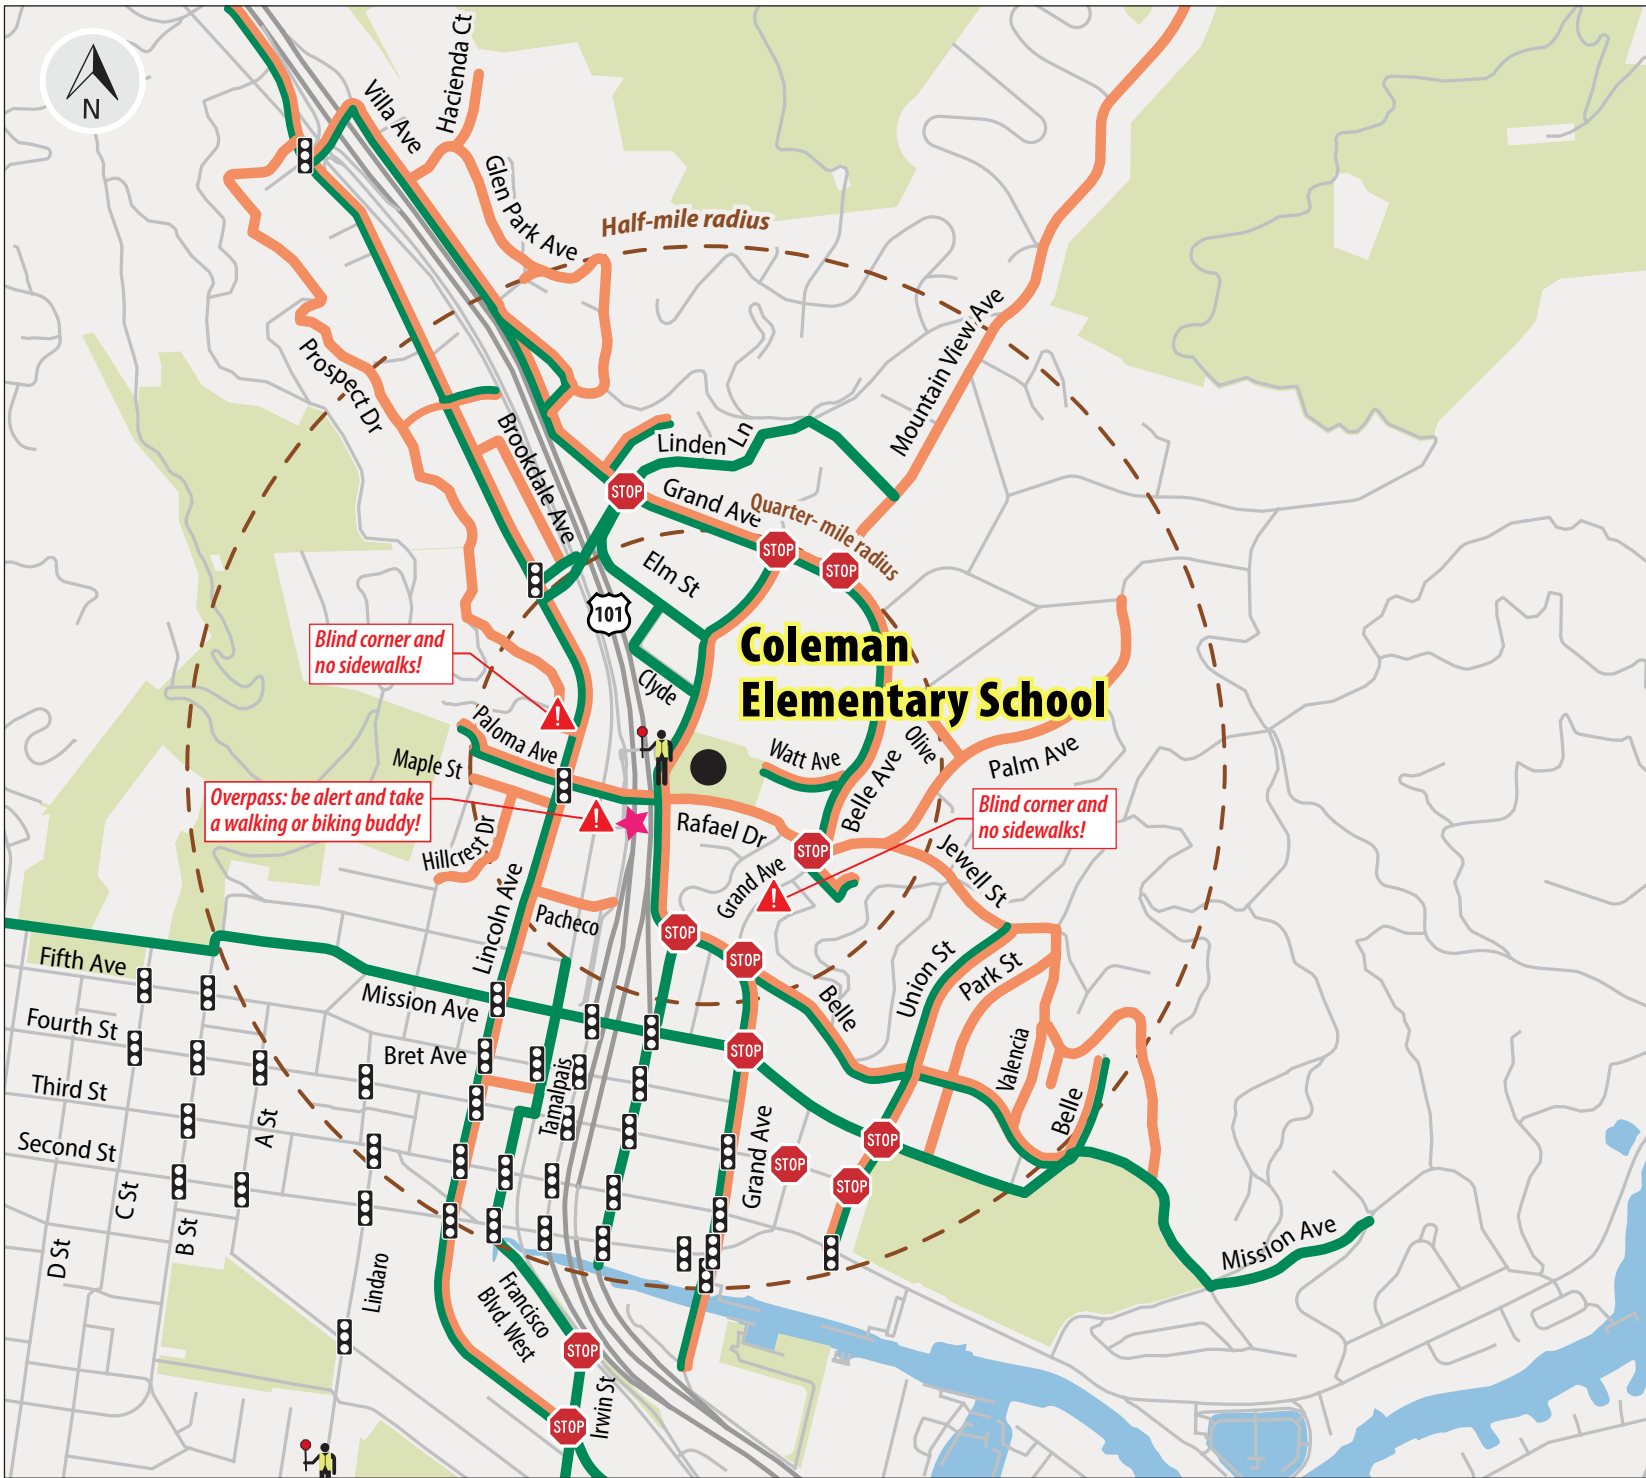 N
Villa Ave
Hacienda Ct
Glen Park Ave
Half-mile radius
Mountain View Ave
Prospect Dr
Brookdale Ave
Linden Ln
STOP
Grand Ave
Quarter- mile radius
STOP
STOP
Elm St
101
Blind corner and
no sidewalks!
Coleman
Elementary School
Clyde
Paloma Ave
Maple St
Watt Ave
Olive
Palm Ave
Belle Ave
Overpass: be alert and take
a walking or biking buddy!
Blind corner and
no sidewalks!
Rafael Dr
STOP
Hillcrest Dr
Jewell St
Grand Ave
Lincoln Ave
Pacheco
STOP
STOP
Union St
Park St
Fifth Ave
Mission Ave
Belle
Fourth St
Bret Ave
STOP
Valencia
Third St
Tamalpais
Belle
A St
Grand Ave
STOP
Second St
STOP
STOP
C St
B St
D St
Mission Ave
Lindaro
Francisco
Blvd. West
STOP
Irwin St
STOP